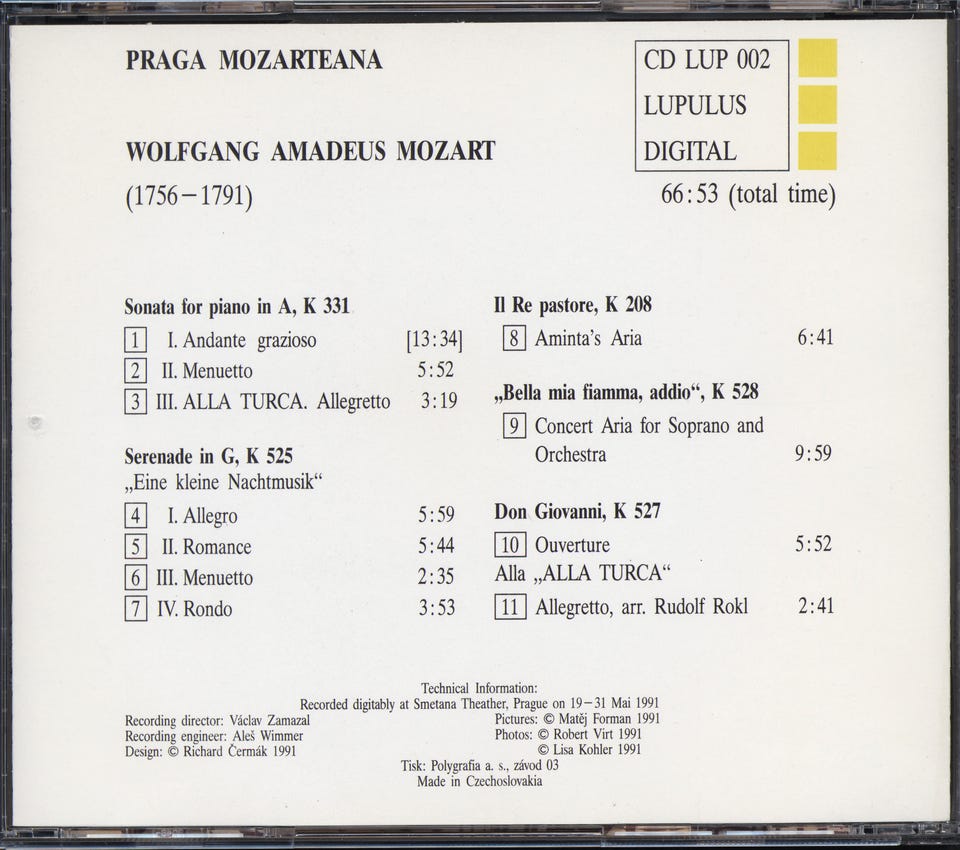 PRAGA MOZARTEANA
CD LUP 002
LUPULUS
DIGITAL
WOLFGANG AMADEUS MOZART
(1756–1791)
66:53 (total time)
Sonata for piano in A, K 331
1 I. Andante grazioso [13:34]
2 II. Menuetto 5:52
3 III. ALLA TURCA. Allegretto 3:19
Serenade in G, K 525
„Eine kleine Nachtmusik“
4 I. Allegro 5:59
5 II. Romance 5:44
6 III. Menuetto 2:35
7 IV. Rondo 3:53
Il Re pastore, K 208
8 Aminta's Aria 6:41
„Bella mia fiamma, addio“, K 528
9 Concert Aria for Soprano and
Orchestra 9:59
Don Giovanni, K 527
10 Ouverture 5:52
Alla „ALLA TURCA“
11 Allegretto, arr. Rudolf Rokl 2:41
Technical Information:
Recorded digitably at Smetana Theather, Prague on 19–31 Mai 1991
Recording director: Václav Zamazal
Recording engineer: Aleš Wimmer
Design: © Richard Čermák 1991
Pictures: © Matěj Forman 1991
Photos: © Robert Virt 1991
© Lisa Kohler 1991
Tisk: Polygrafia a. s., závod 03
Made in Czechoslovakia